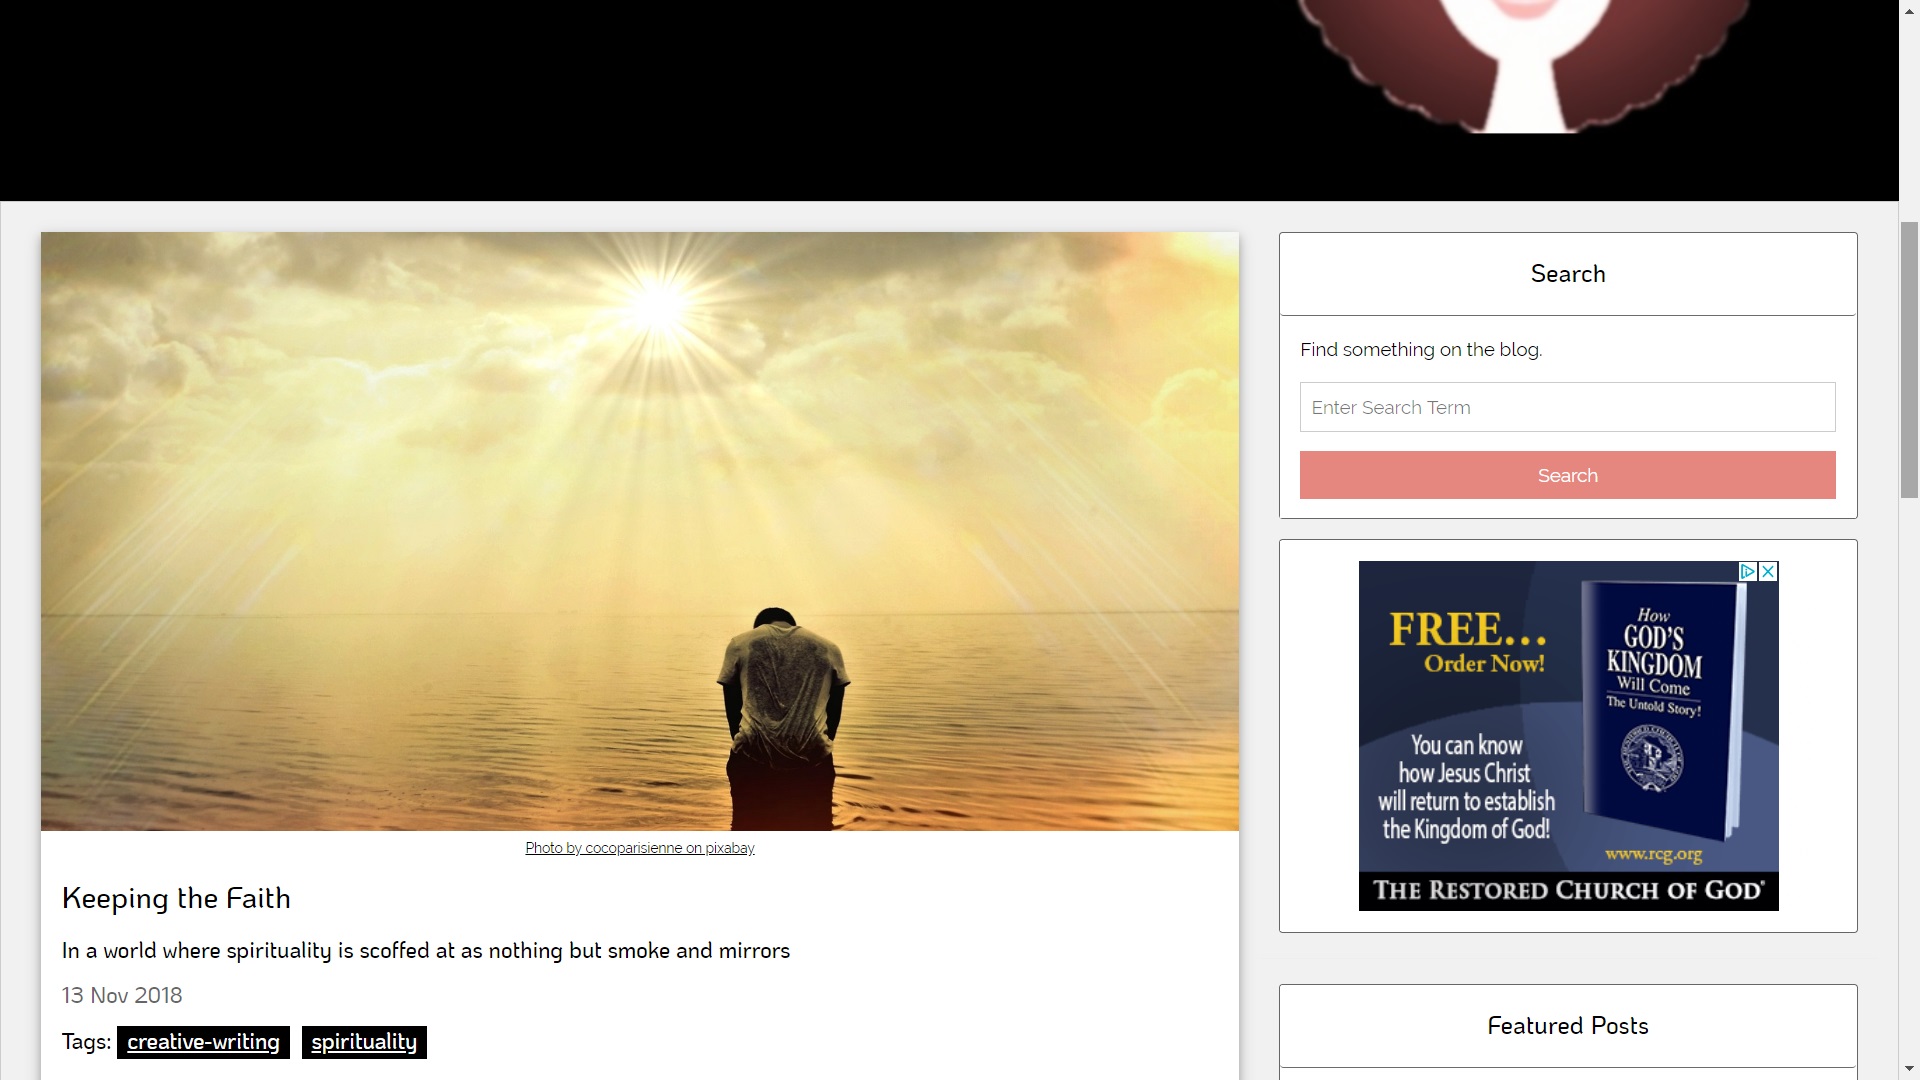 Search
Find something on the blog.
Enter Search Term
Search
FREE...
Order Now!
How
GOD'S
KINGDOM
Will Come
The Untold Story!
You can know
how Jesus Christ
will return to establish
the Kingdom of God!
www.rcg.org
THE RESTORED CHURCH OF GOD®
Photo by cocoparisienne on pixabay
Keeping the Faith
In a world where spirituality is scoffed at as nothing but smoke and mirrors
13 Nov 2018
Tags: creative-writing spirituality
Featured Posts